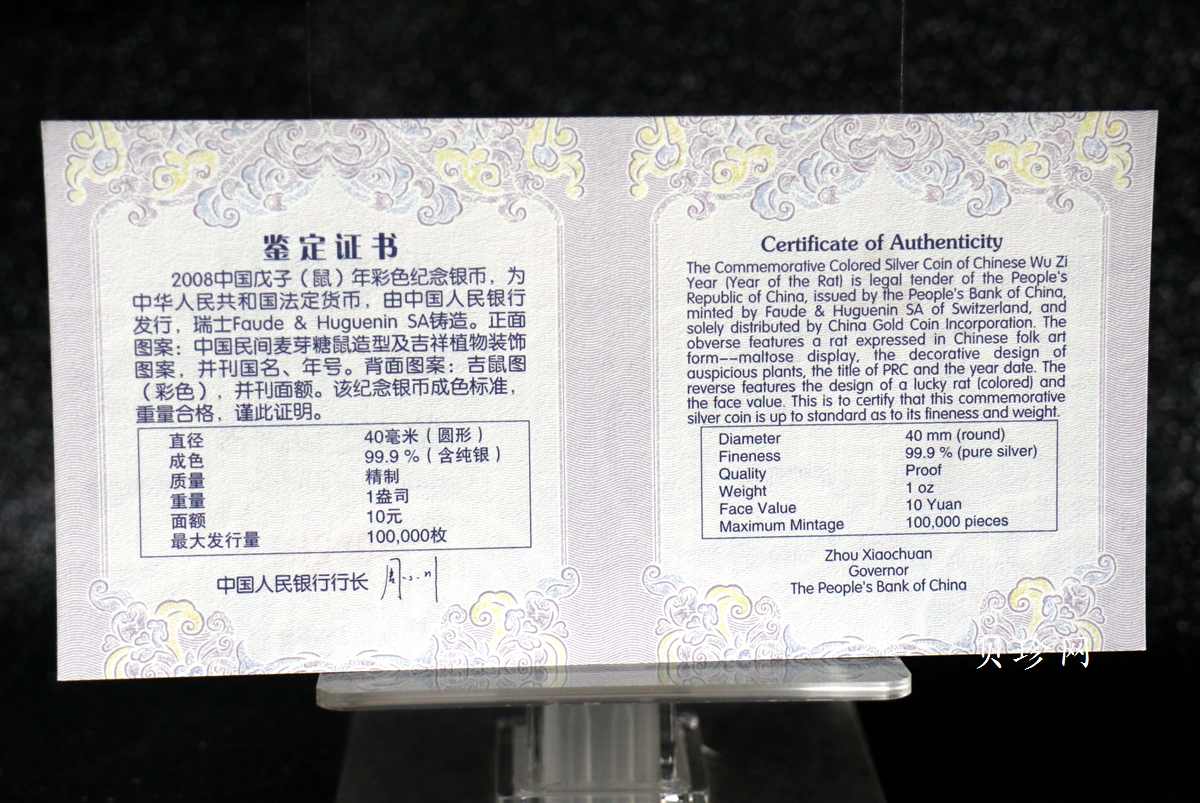 鉴定证书
2008中国戊子（鼠）年彩色纪念银币，为
中华人民共和国法定货币，由中国人民银行
发行，瑞士Faude & Huguenin SA铸造。正面
图案：中国民间麦芽糖鼠造型及吉祥植物装饰
图案，并刊国名、年号。背面图案：吉鼠图
（彩色），并刊面额。该纪念银币成色标准，
重量合格，谨此证明。
直径 40毫米（圆形）
成色 99.9 %（含纯银）
质量 精制
重量 1盎司
面额 10元
最大发行量 100,000枚
中国人民银行行长 周小川
Certificate of Authenticity
The Commemorative Colored Silver Coin of Chinese Wu Zi
Year (Year of the Rat) is legal tender of the People's
Republic of China, issued by the People's Bank of China,
minted by Faude & Huguenin SA of Switzerland, and
solely distributed by China Gold Coin Incorporation. The
obverse features a rat expressed in Chinese folk art
form--maltose display, the decorative design of
auspicious plants, the title of PRC and the year date. The
reverse features the design of a lucky rat (colored) and
the face value. This is to certify that this commemorative
silver coin is up to standard as to its fineness and weight.
Diameter 40 mm (round)
Fineness 99.9 % (pure silver)
Quality Proof
Weight 1 oz
Face Value 10 Yuan
Maximum Mintage 100,000 pieces
Zhou Xiaochuan
Governor
The People's Bank of China
贝珍网